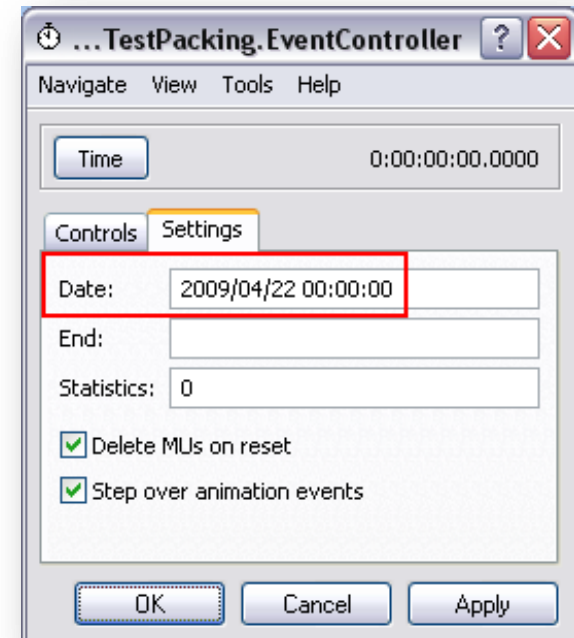 ...TestPacking.EventController
Navigate View Tools Help
Time 0:00:00:00.0000
Controls Settings
Date: 2009/04/22 00:00:00
End:
Statistics: 0
Delete MUs on reset
Step over animation events
OK Cancel Apply